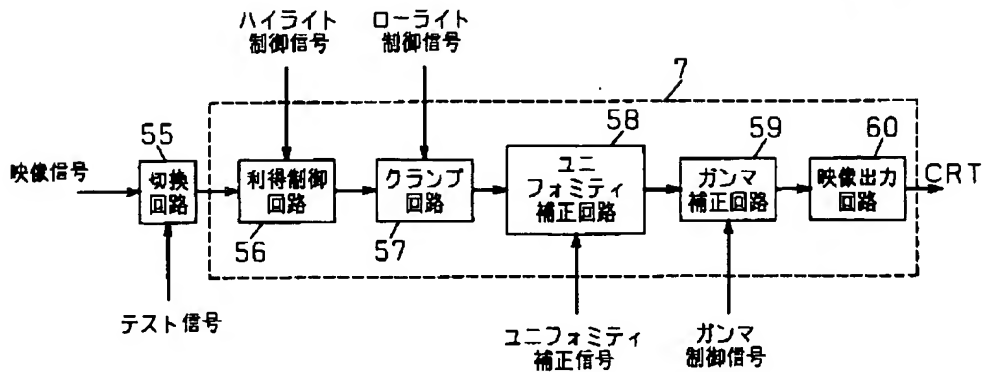 ハイライト
制御信号
ローライト
制御信号
7
55
58
59
60
映像信号
切換
回路
利得制御
回路
クランプ
回路
ユニ
フォミティ
補正回路
ガンマ
補正回路
映像出力
回路
CRT
56
57
テスト信号
ユニフォミティ
補正信号
ガンマ
制御信号